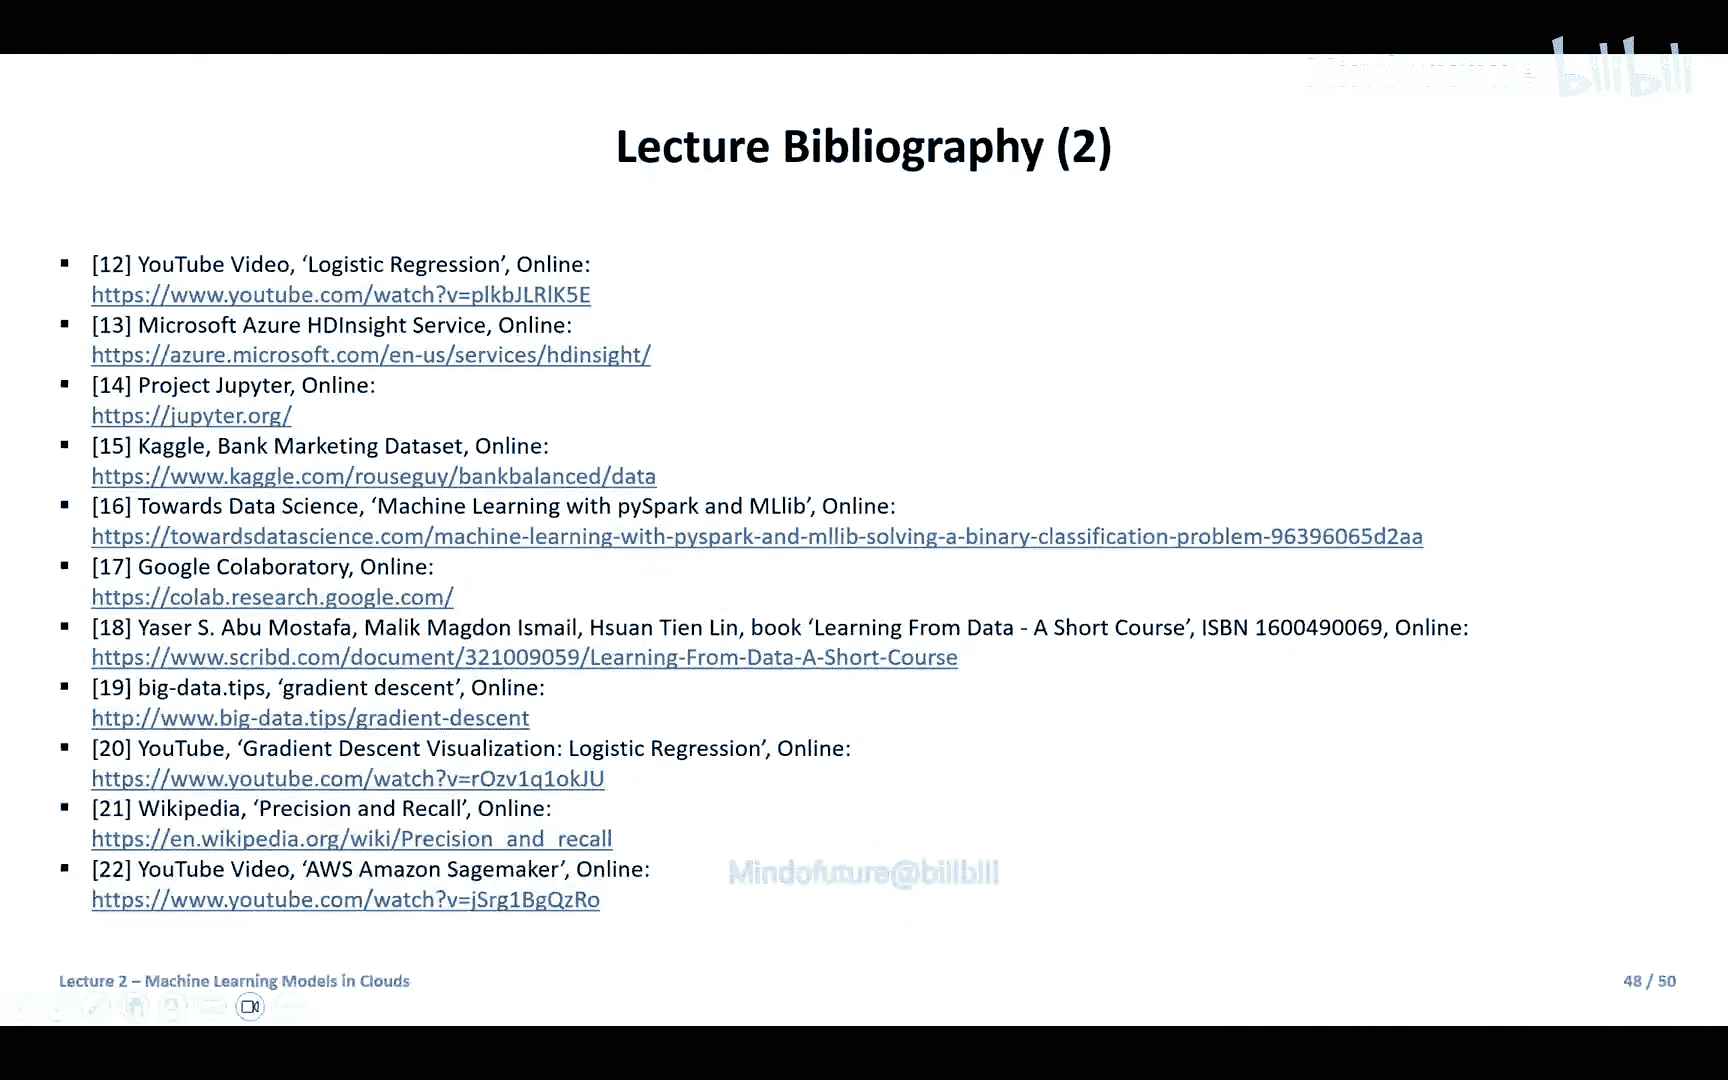 bilibili
Lecture Bibliography (2)
▪ [12] YouTube Video, ‘Logistic Regression’, Online:
https://www.youtube.com/watch?v=plkbJLRlK5E
▪ [13] Microsoft Azure HDInsight Service, Online:
https://azure.microsoft.com/en-us/services/hdinsight/
▪ [14] Project Jupyter, Online:
https://jupyter.org/
▪ [15] Kaggle, Bank Marketing Dataset, Online:
https://www.kaggle.com/rouseguy/bankbalanced/data
▪ [16] Towards Data Science, ‘Machine Learning with pySpark and MLlib’, Online:
https://towardsdatascience.com/machine-learning-with-pyspark-and-mllib-solving-a-binary-classification-problem-96396065d2aa
▪ [17] Google Colaboratory, Online:
https://colab.research.google.com/
▪ [18] Yaser S. Abu Mostafa, Malik Magdon Ismail, Hsuan Tien Lin, book ‘Learning From Data - A Short Course’, ISBN 1600490069, Online:
https://www.scribd.com/document/321009059/Learning-From-Data-A-Short-Course
▪ [19] big-data.tips, ‘gradient descent’, Online:
http://www.big-data.tips/gradient-descent
▪ [20] YouTube, ‘Gradient Descent Visualization: Logistic Regression’, Online:
https://www.youtube.com/watch?v=rOzv1q1okJU
▪ [21] Wikipedia, ‘Precision and Recall’, Online:
https://en.wikipedia.org/wiki/Precision_and_recall
▪ [22] YouTube Video, ‘AWS Amazon Sagemaker’, Online:
https://www.youtube.com/watch?v=jSrg1BgQzRo
Mindofuture@bilibili
Lecture 2 – Machine Learning Models in Clouds
48 / 50